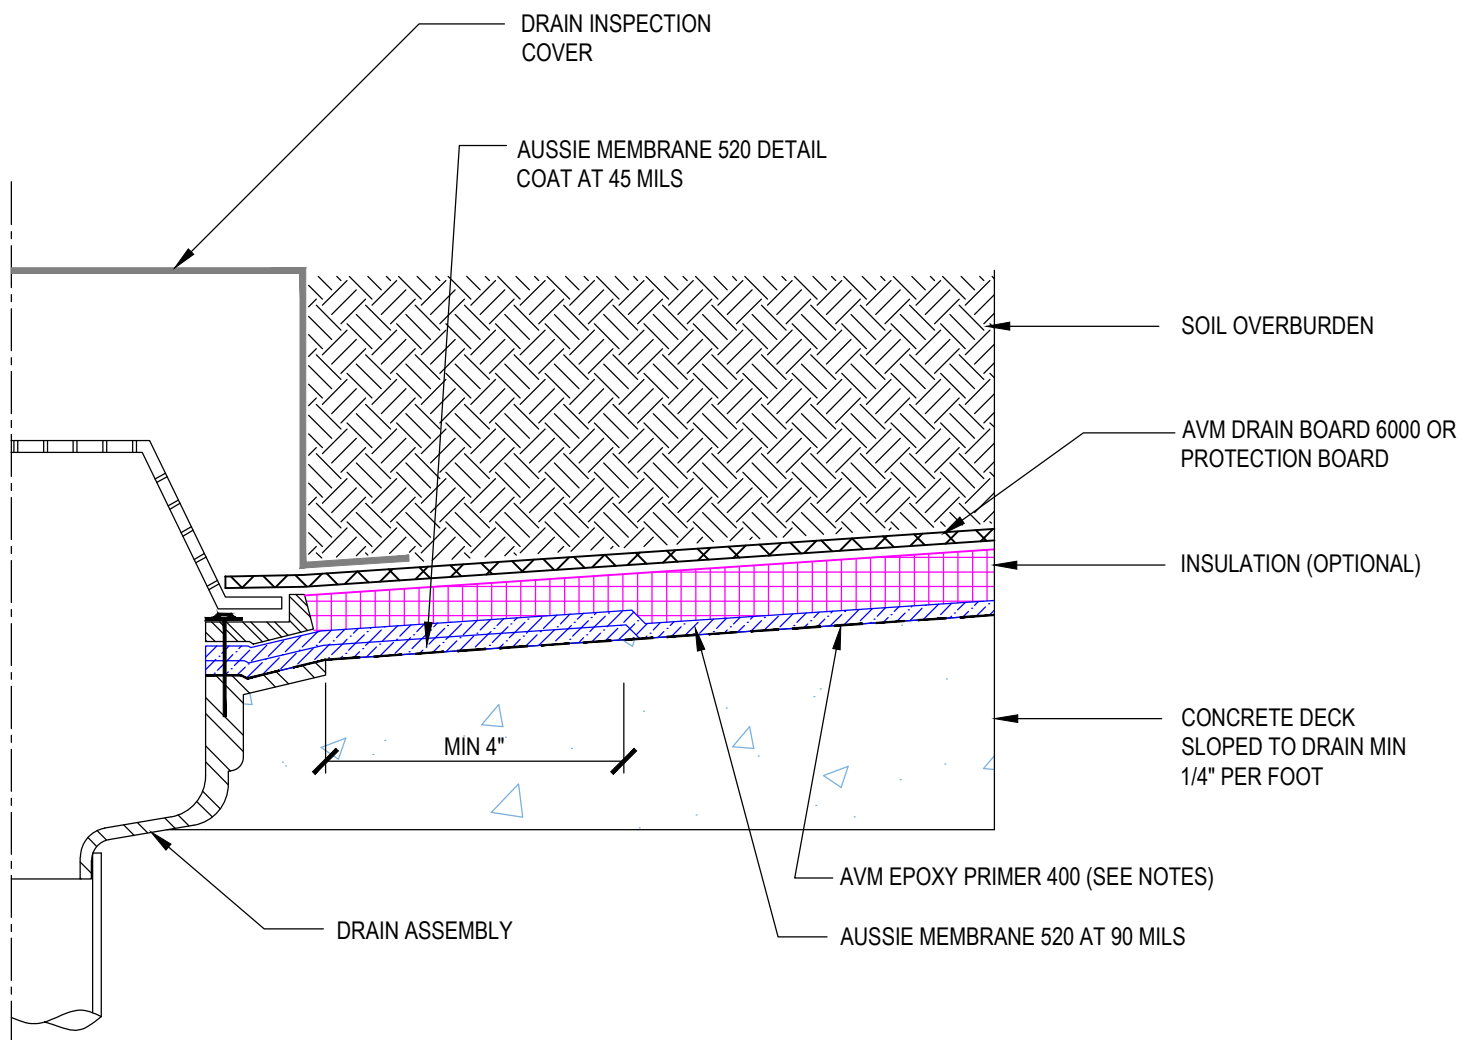 DRAIN INSPECTION
COVER
AUSSIE MEMBRANE 520 DETAIL
COAT AT 45 MILS
SOIL OVERBURDEN
AVM DRAIN BOARD 6000 OR
PROTECTION BOARD
INSULATION (OPTIONAL)
CONCRETE DECK
SLOPED TO DRAIN MIN
1/4" PER FOOT
MIN 4"
AVM EPOXY PRIMER 400 (SEE NOTES)
DRAIN ASSEMBLY
AUSSIE MEMBRANE 520 AT 90 MILS